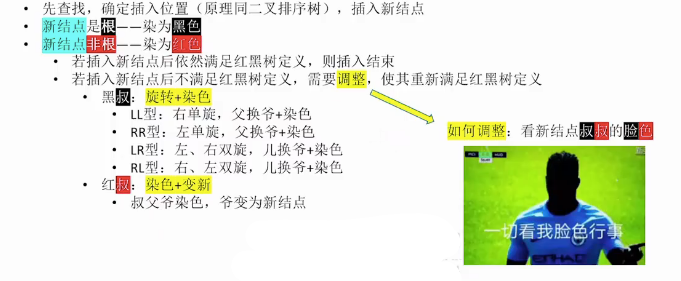 先查找，确定插入位置（原理同二叉排序树），插入新结点
新结点是根——染为黑色
新结点非根——染为红色
若插入新结点后依然满足红黑树定义，则插入结束
若插入新结点后不满足红黑树定义，需要调整，使其重新满足红黑树定义
黑叔：旋转+染色
LL型：右单旋，父换爷+染色
RR型：左单旋，父换爷+染色
LR型：左、右双旋，儿换爷+染色
RL型：右、左双旋，儿换爷+染色
红叔：染色+变新
叔父爷染色，爷变为新结点
如何调整：看新结点叔叔的脸色
一切看我脸色行事